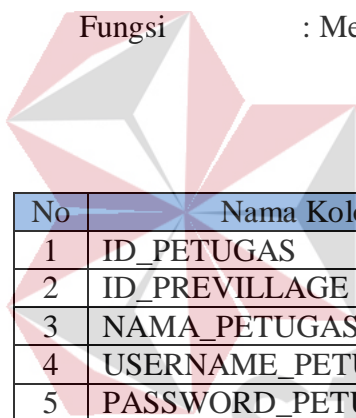 Fungsi : Me
No Nama Kol
1 ID_PETUGAS
2 ID_PREVILLAGE
3 NAMA_PETUGAS
4 USERNAME_PET
5 PASSWORD_PET